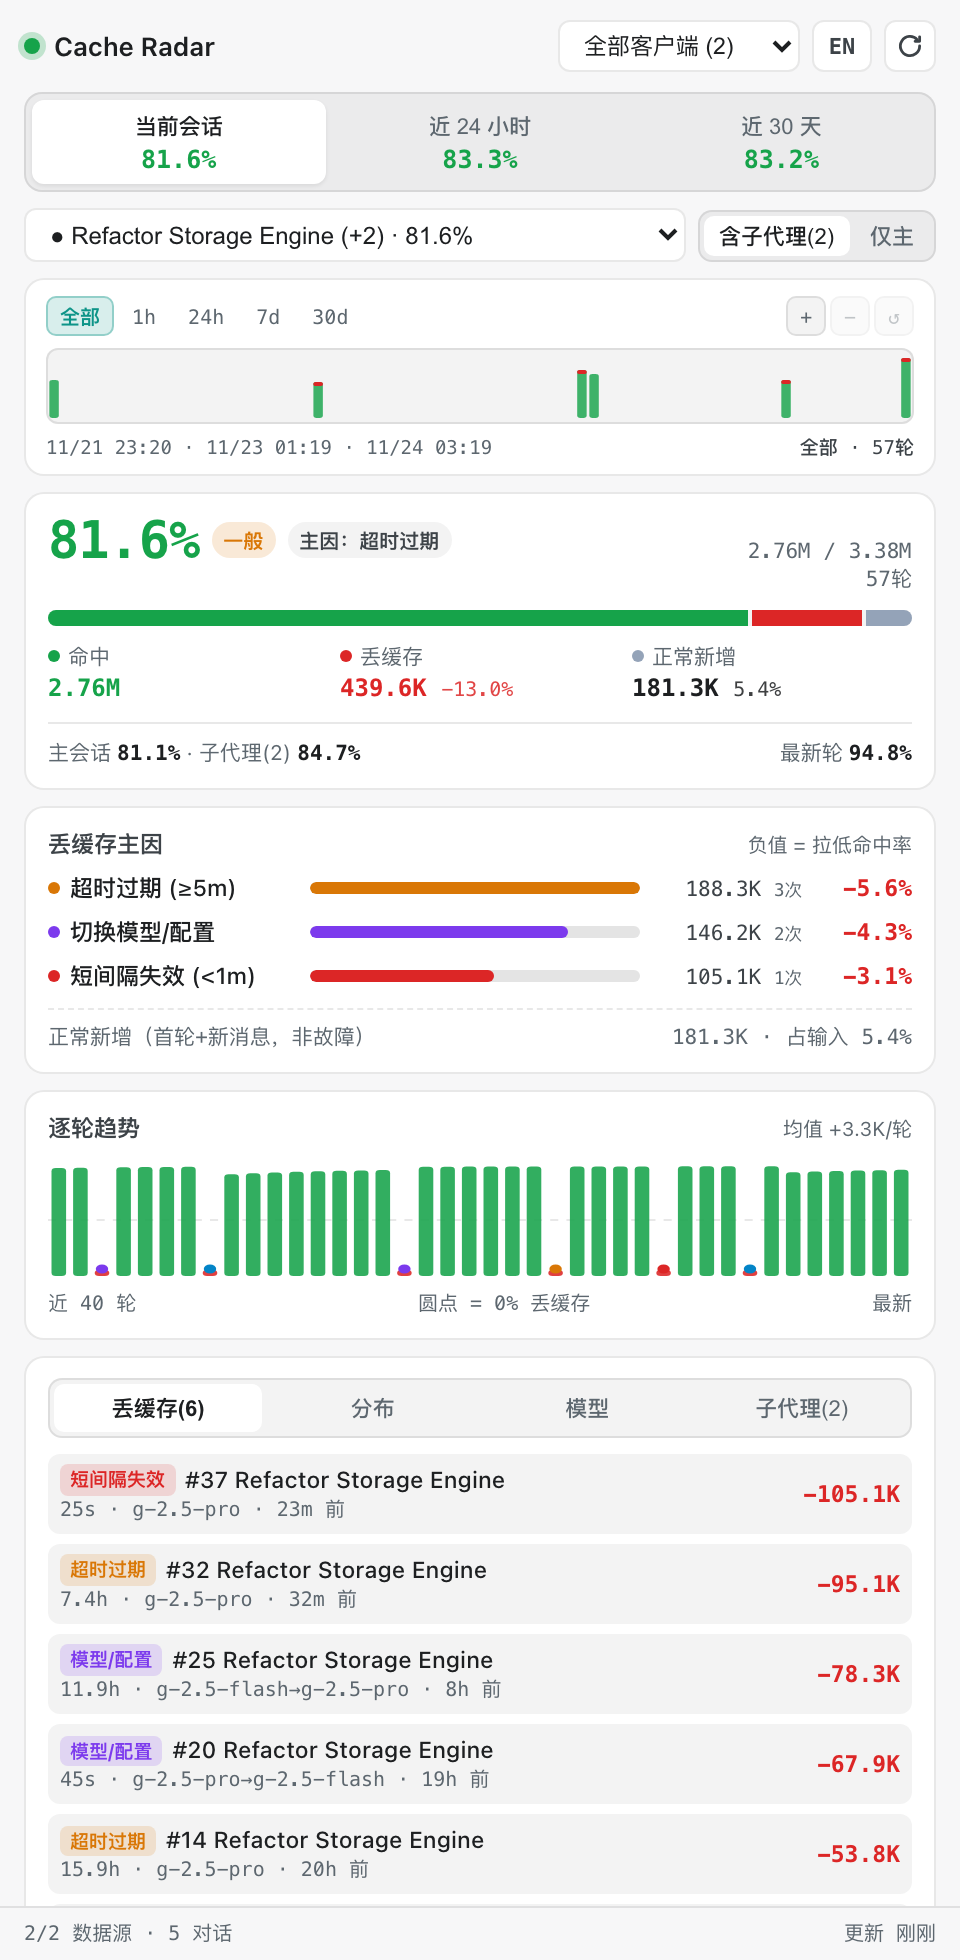 Cache Radar
全部客户端 (2)
EN
当前会话
81.6%
近 24 小时
83.3%
近 30 天
83.2%
● Refactor Storage Engine (+2) · 81.6%
含子代理(2)
仅主
全部 1h 24h 7d 30d
+ − ↺
11/21 23:20 · 11/23 01:19 · 11/24 03:19
全部 · 57轮
81.6% 一般 主因：超时过期
2.76M / 3.38M
57轮
命中
2.76M
丢缓存
439.6K −13.0%
正常新增
181.3K 5.4%
主会话 81.1% · 子代理(2) 84.7%
最新轮 94.8%
丢缓存主因
负值 = 拉低命中率
超时过期 (≥5m) 188.3K 3次 −5.6%
切换模型/配置 146.2K 2次 −4.3%
短间隔失效 (<1m) 105.1K 1次 −3.1%
正常新增（首轮+新消息，非故障） 181.3K · 占输入 5.4%
逐轮趋势
均值 +3.3K/轮
近 40 轮
圆点 = 0% 丢缓存
最新
丢缓存(6) 分布 模型 子代理(2)
短间隔失效 #37 Refactor Storage Engine
25s · g−2.5−pro · 23m 前
−105.1K
超时过期 #32 Refactor Storage Engine
7.4h · g−2.5−pro · 32m 前
−95.1K
模型/配置 #25 Refactor Storage Engine
11.9h · g−2.5−flash→g−2.5−pro · 8h 前
−78.3K
模型/配置 #20 Refactor Storage Engine
45s · g−2.5−pro→g−2.5−flash · 19h 前
−67.9K
超时过期 #14 Refactor Storage Engine
15.9h · g−2.5−pro · 20h 前
−53.8K
2/2 数据源 · 5 对话
更新 刚刚